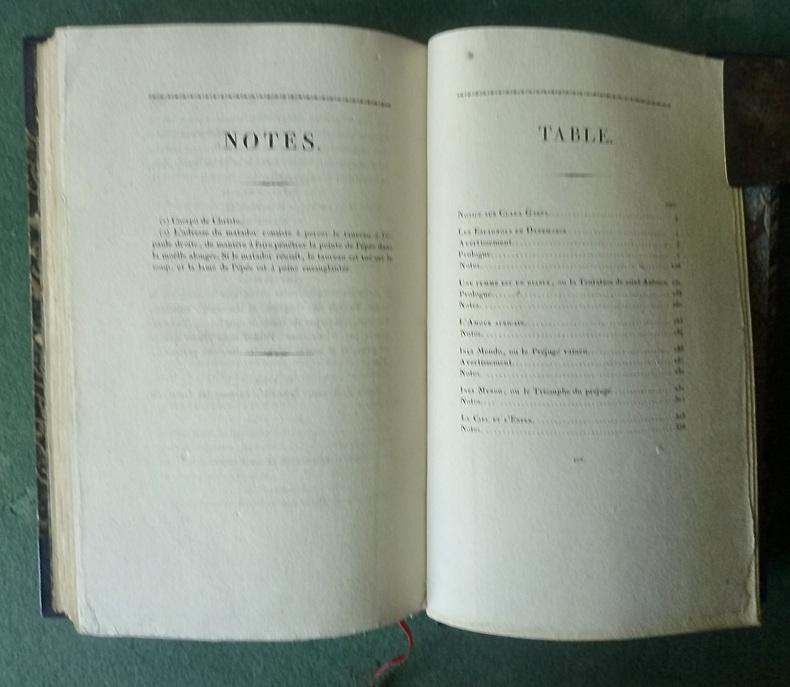 NOTES.
(1) Cuerpo de Christo.
(2) L'adresse du matador consiste à percer le taureau à l'é-
paule droite, de manière à faire pénétrer la pointe de l'épée dans
la moëlle alongée. Si le matador réussit, le taureau est tué sur le
coup, et la lame de l'épée est à peine ensanglantée.
TABLE.
NOTICE SUR CLARA GAZUL
LES ESPAGNOLS EN DANEMARCK
Avertissement
Prologue
Notes
UNE FEMME EST UN DIABLE, ou la Tentation de saint Antoine
Prologue
Notes
L'AMOUR AFRICAIN
Notes
INÈS MENDO, ou le Préjugé vaincu
Avertissement
Notes
INÈS MENDO, ou le Triomphe du préjugé
Notes
LE CIEL ET L'ENFER
Notes